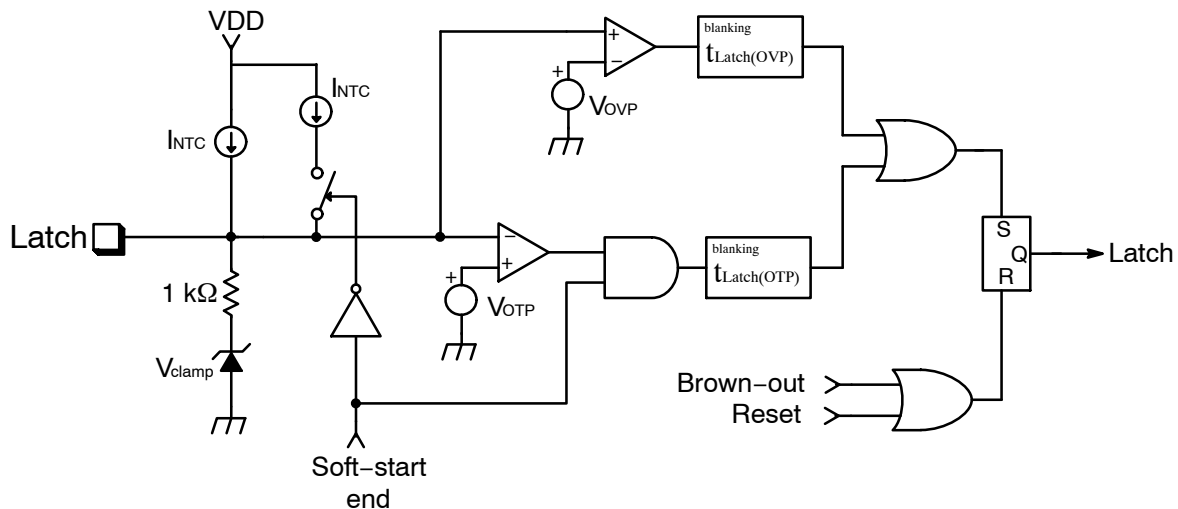 VDD
INTC
INTC
Latch
1 kΩ
Vclamp
Soft−start
end
+
−
+
VOVP
blanking
tLatch(OVP)
−
+
+
VOTP
blanking
tLatch(OTP)
S
Q
R
Latch
Brown−out
Reset